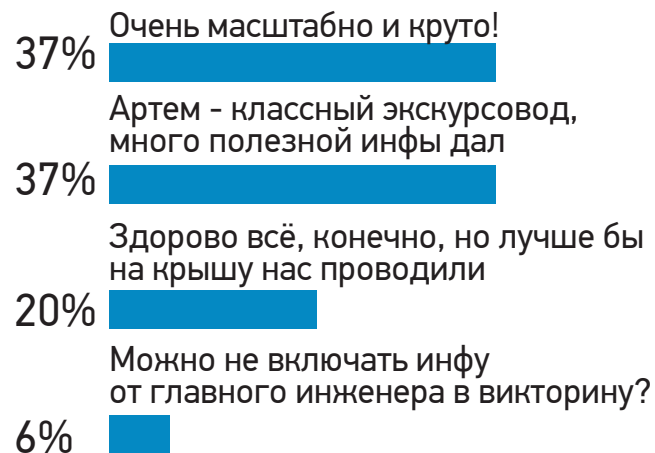 Очень масштабно и круто!
37%
Артем - классный экскурсовод,
много полезной инфы дал
37%
Здорово всё, конечно, но лучше бы
на крышу нас проводили
20%
Можно не включать инфу
от главного инженера в викторину?
6%